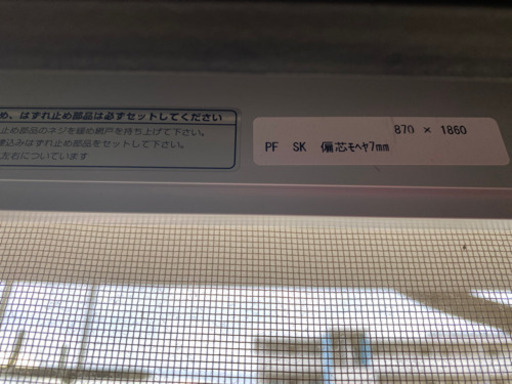 め、はずれ止め部品は必ずセットしてください
止め部品のネジを緩め網戸を持ち上げて下さい。
埋込みはずれ止め部品をセットして下さい。
左右についています
870 × 1860
PF SK 偏芯ﾓﾍﾔ7mm